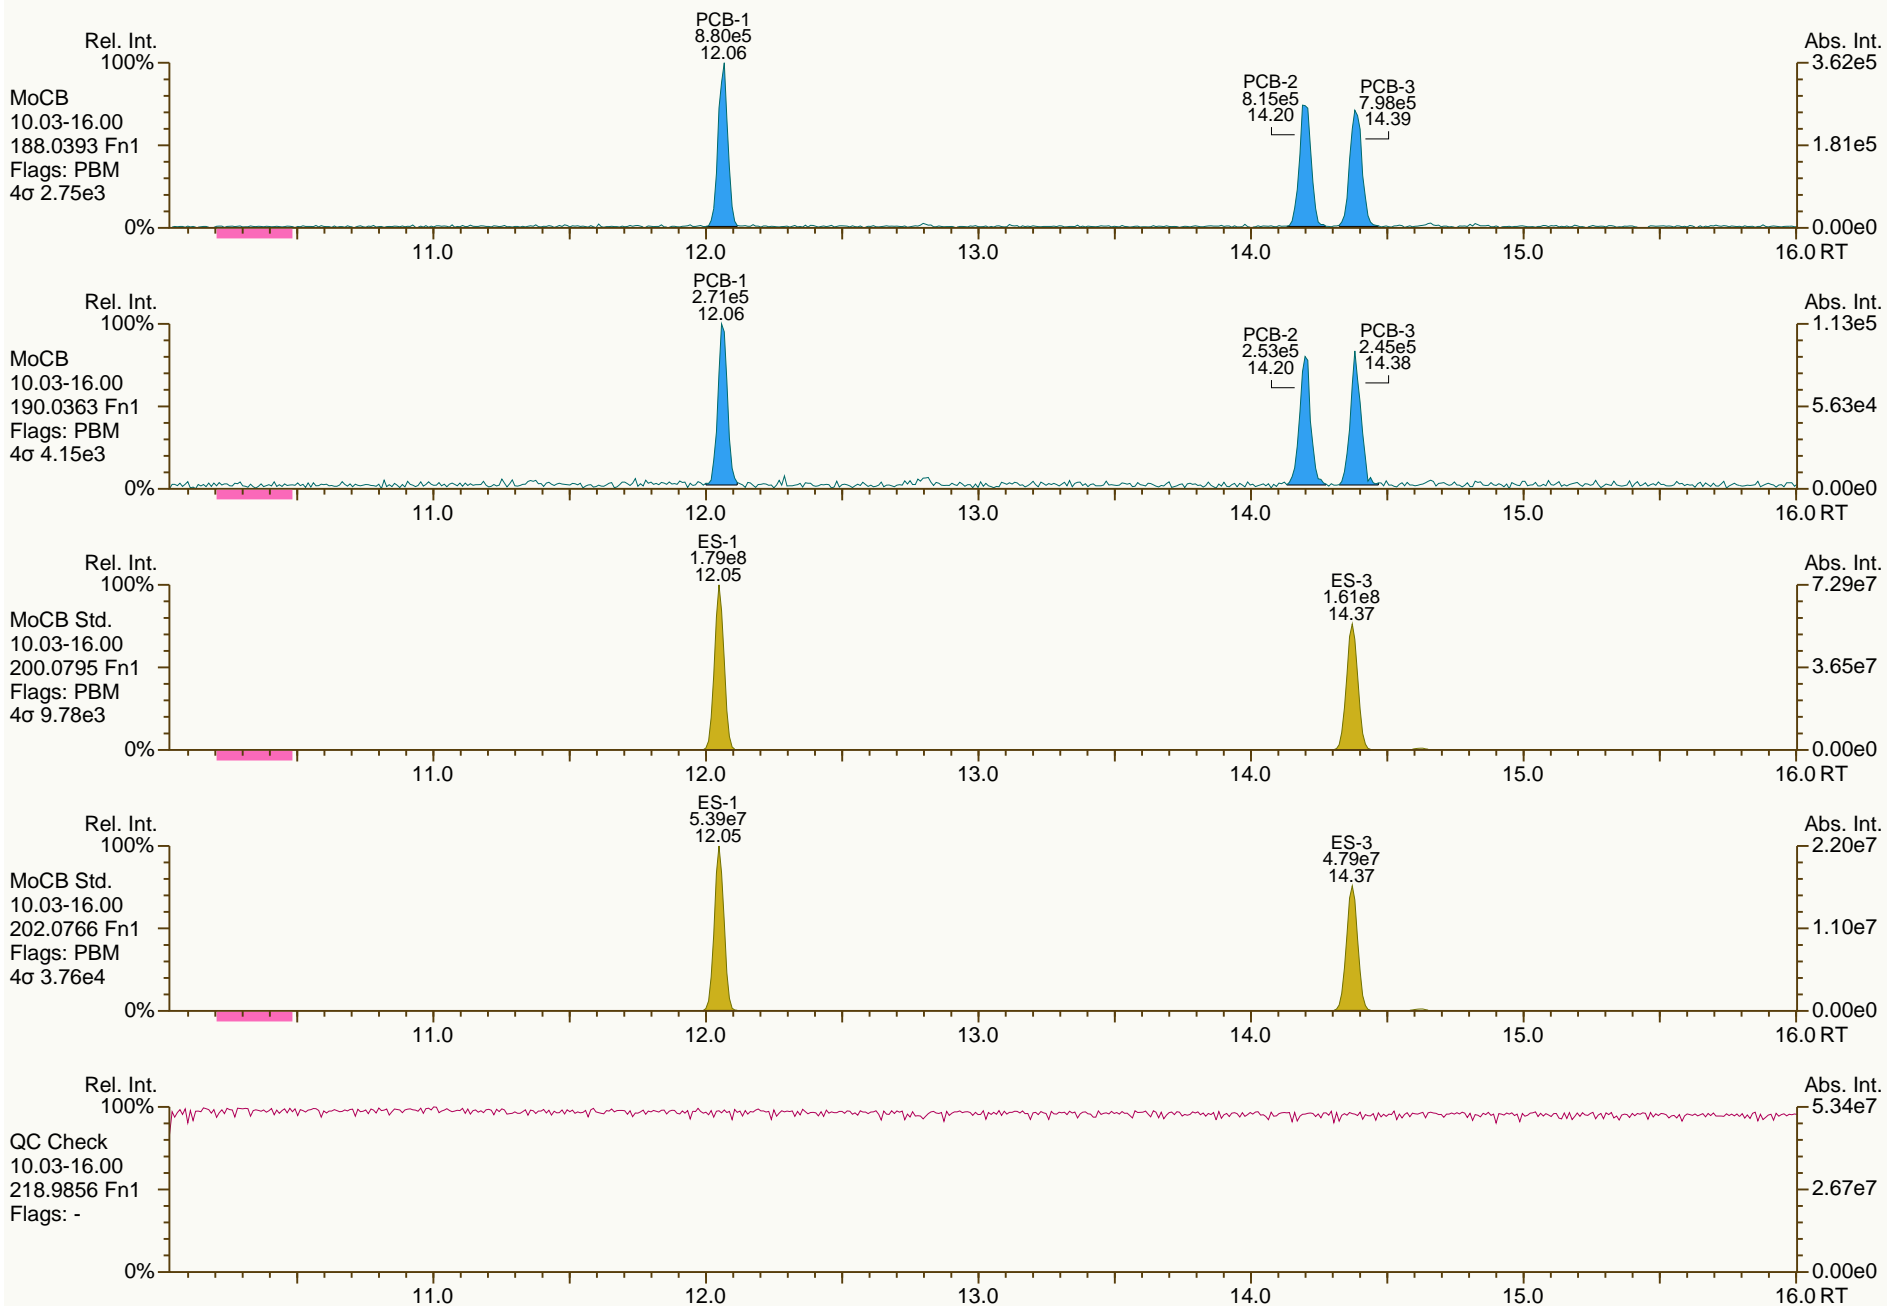 PCB-1
8.80e5
12.06
Rel. Int.
Abs. Int.
100%
3.62e5
PCB-2
8.15e5
14.20
PCB-3
7.98e5
14.39
MoCB
10.03-16.00
188.0393 Fn1
Flags: PBM
4σ 2.75e3
1.81e5
0%
0.00e0
11.0 12.0 13.0 14.0 15.0 16.0 RT
PCB-1
2.71e5
12.06
Rel. Int.
Abs. Int.
100%
1.13e5
PCB-2
2.53e5
14.20
PCB-3
2.45e5
14.38
MoCB
10.03-16.00
190.0363 Fn1
Flags: PBM
4σ 4.15e3
5.63e4
0%
0.00e0
11.0 12.0 13.0 14.0 15.0 16.0 RT
ES-1
1.79e8
12.05
Rel. Int.
Abs. Int.
100%
7.29e7
ES-3
1.61e8
14.37
MoCB Std.
10.03-16.00
200.0795 Fn1
Flags: PBM
4σ 9.78e3
3.65e7
0%
0.00e0
11.0 12.0 13.0 14.0 15.0 16.0 RT
ES-1
5.39e7
12.05
Rel. Int.
Abs. Int.
100%
2.20e7
ES-3
4.79e7
14.37
MoCB Std.
10.03-16.00
202.0766 Fn1
Flags: PBM
4σ 3.76e4
1.10e7
0%
0.00e0
11.0 12.0 13.0 14.0 15.0 16.0 RT
Rel. Int.
Abs. Int.
100%
5.34e7
QC Check
10.03-16.00
218.9856 Fn1
Flags: -
2.67e7
0%
0.00e0
11.0 12.0 13.0 14.0 15.0 16.0 RT